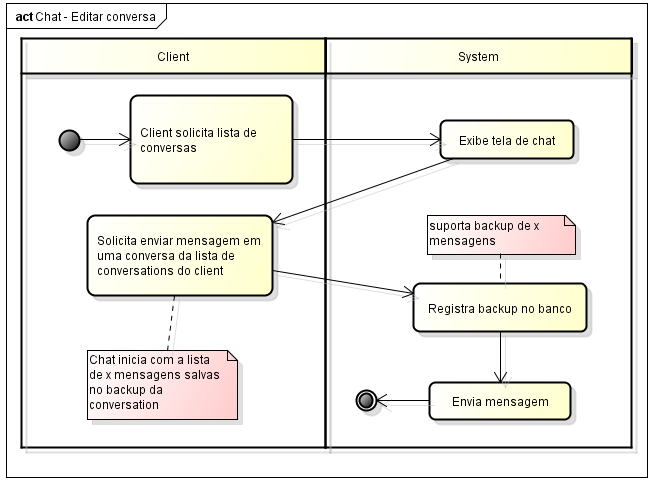 act Chat - Editar conversa
Client
System
Client solicita lista de
conversas
Exibe tela de chat
Solicita enviar mensagem em
uma conversa da lista de
conversations do client
suporta backup de x
mensagens
Registra backup no banco
Chat inicia com a lista
de x mensagens salvas
no backup da
conversation
Envia mensagem